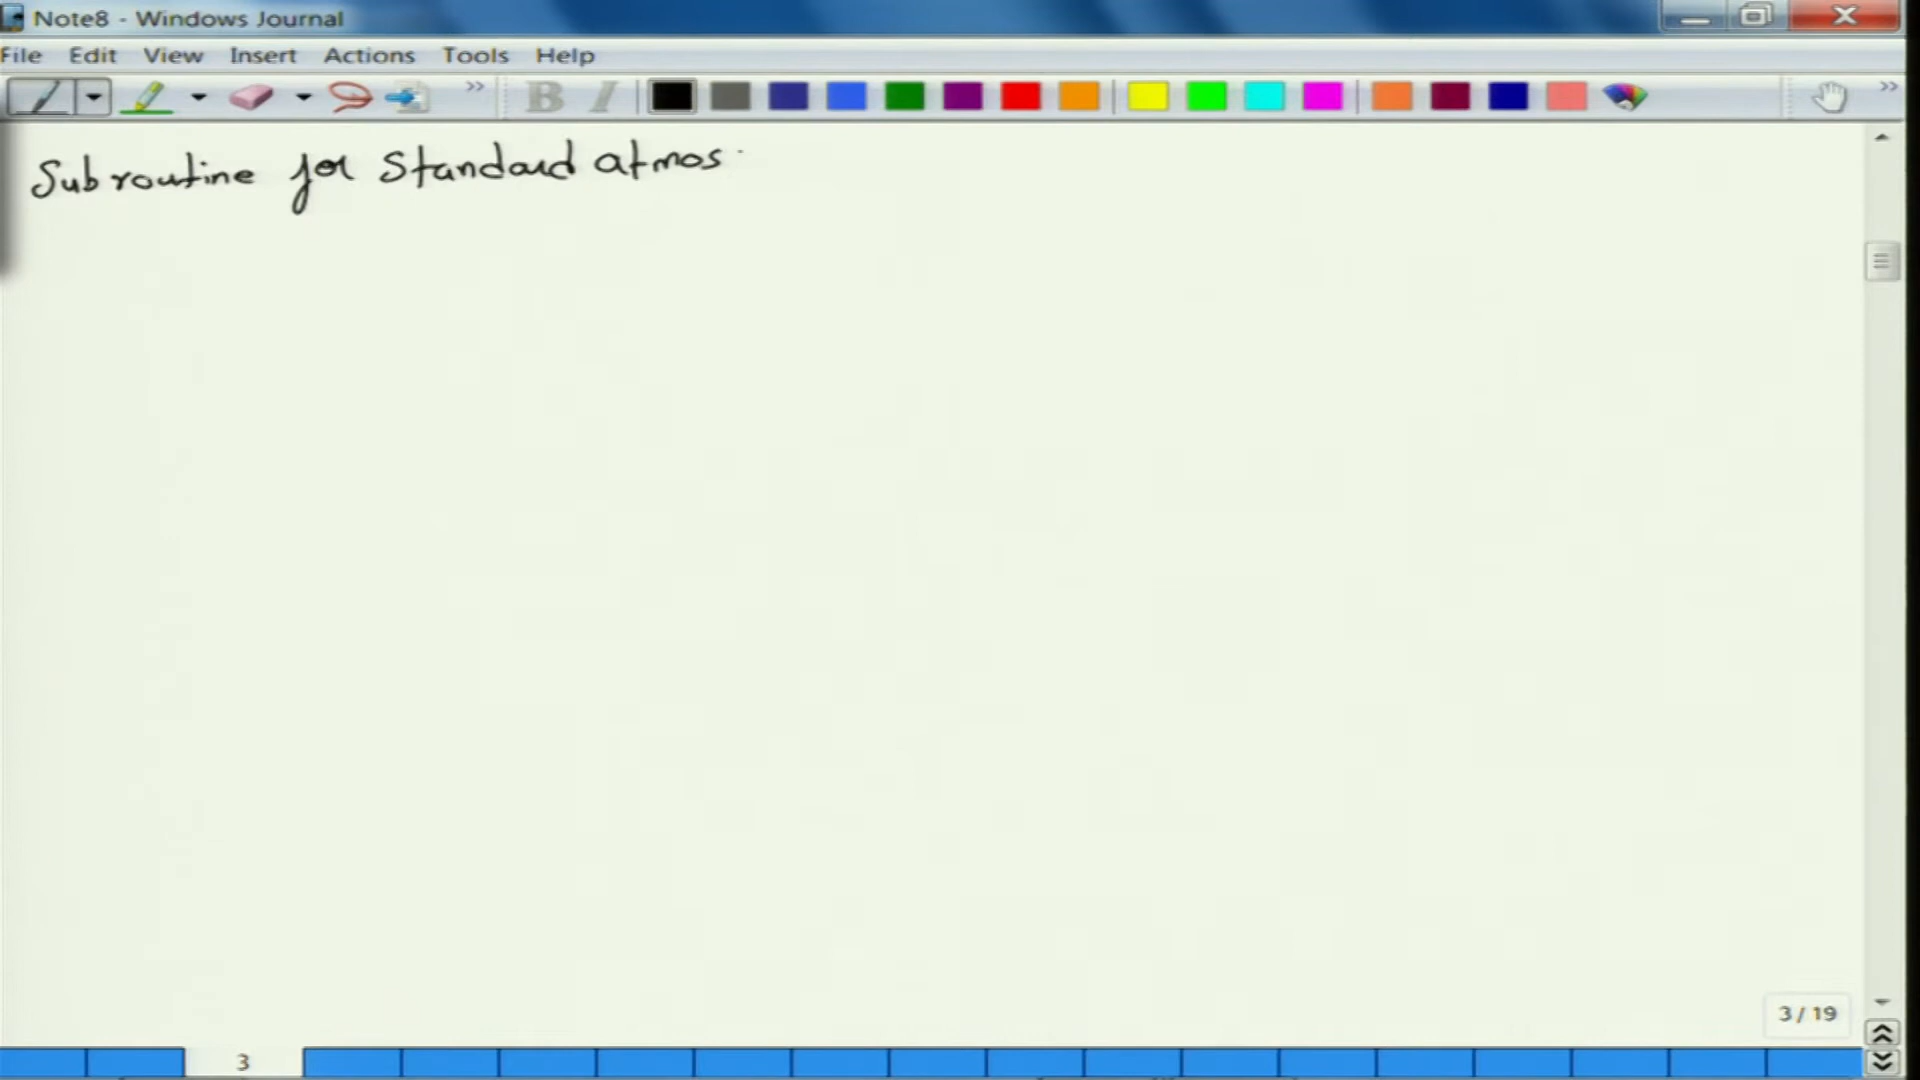 Note8 - Windows Journal
File Edit View Insert Actions Tools Help
B I
Subroutine for Standard atmos
3 / 19
3